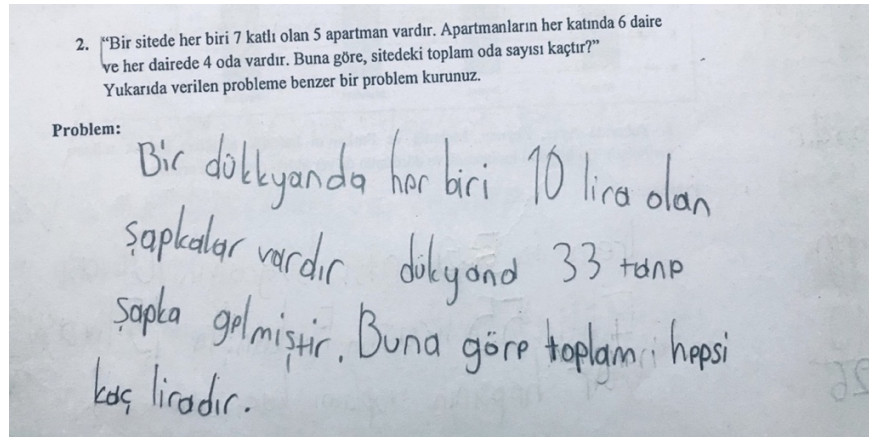 2. "Bir sitede her biri 7 katlı olan 5 apartman vardır. Apartmanların her katında 6 daire
ve her dairede 4 oda vardır. Buna göre, sitedeki toplam oda sayısı kaçtır?"
Yukarıda verilen probleme benzer bir problem kurunuz.
Problem:
Bir dükkyanda her biri 10 lira olan
şapkalar vardır dükyand 33 tane
şapka gelmiştir. Buna göre toplam hepsi
kaç liradır.